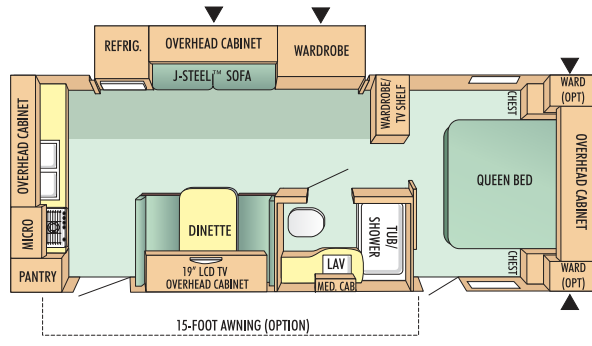 REFRIG.
OVERHEAD CABINET
WARDROBE
J-STEEL™ SOFA
OVERHEAD CABINET
MICRO
PANTRY
WARDROBE/
TV SHELF
CHEST
WARD
(OPT)
QUEEN BED
OVERHEAD CABINET
DINETTE
TUB/
SHOWER
LAV
MED. CAB.
19" LCD TV
OVERHEAD CABINET
CHEST
WARD
(OPT)
15-FOOT AWNING (OPTION)